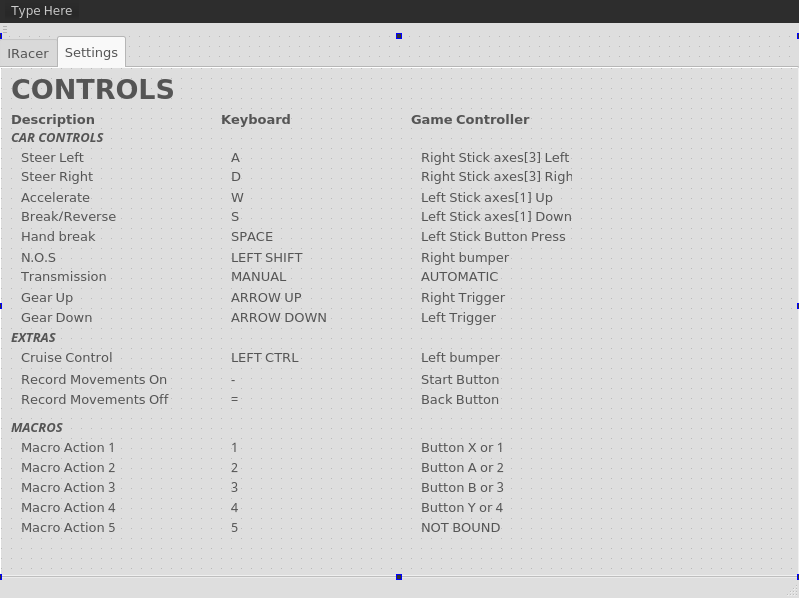 Type Here
IRacer Settings
CONTROLS
Description Keyboard Game Controller
CAR CONTROLS
Steer Left A Right Stick axes[3] Left
Steer Right D Right Stick axes[3] Righ
Accelerate W Left Stick axes[1] Up
Break/Reverse S Left Stick axes[1] Down
Hand break SPACE Left Stick Button Press
N.O.S LEFT SHIFT Right bumper
Transmission MANUAL AUTOMATIC
Gear Up ARROW UP Right Trigger
Gear Down ARROW DOWN Left Trigger
EXTRAS
Cruise Control LEFT CTRL Left bumper
Record Movements On - Start Button
Record Movements Off = Back Button
MACROS
Macro Action 1 1 Button X or 1
Macro Action 2 2 Button A or 2
Macro Action 3 3 Button B or 3
Macro Action 4 4 Button Y or 4
Macro Action 5 5 NOT BOUND